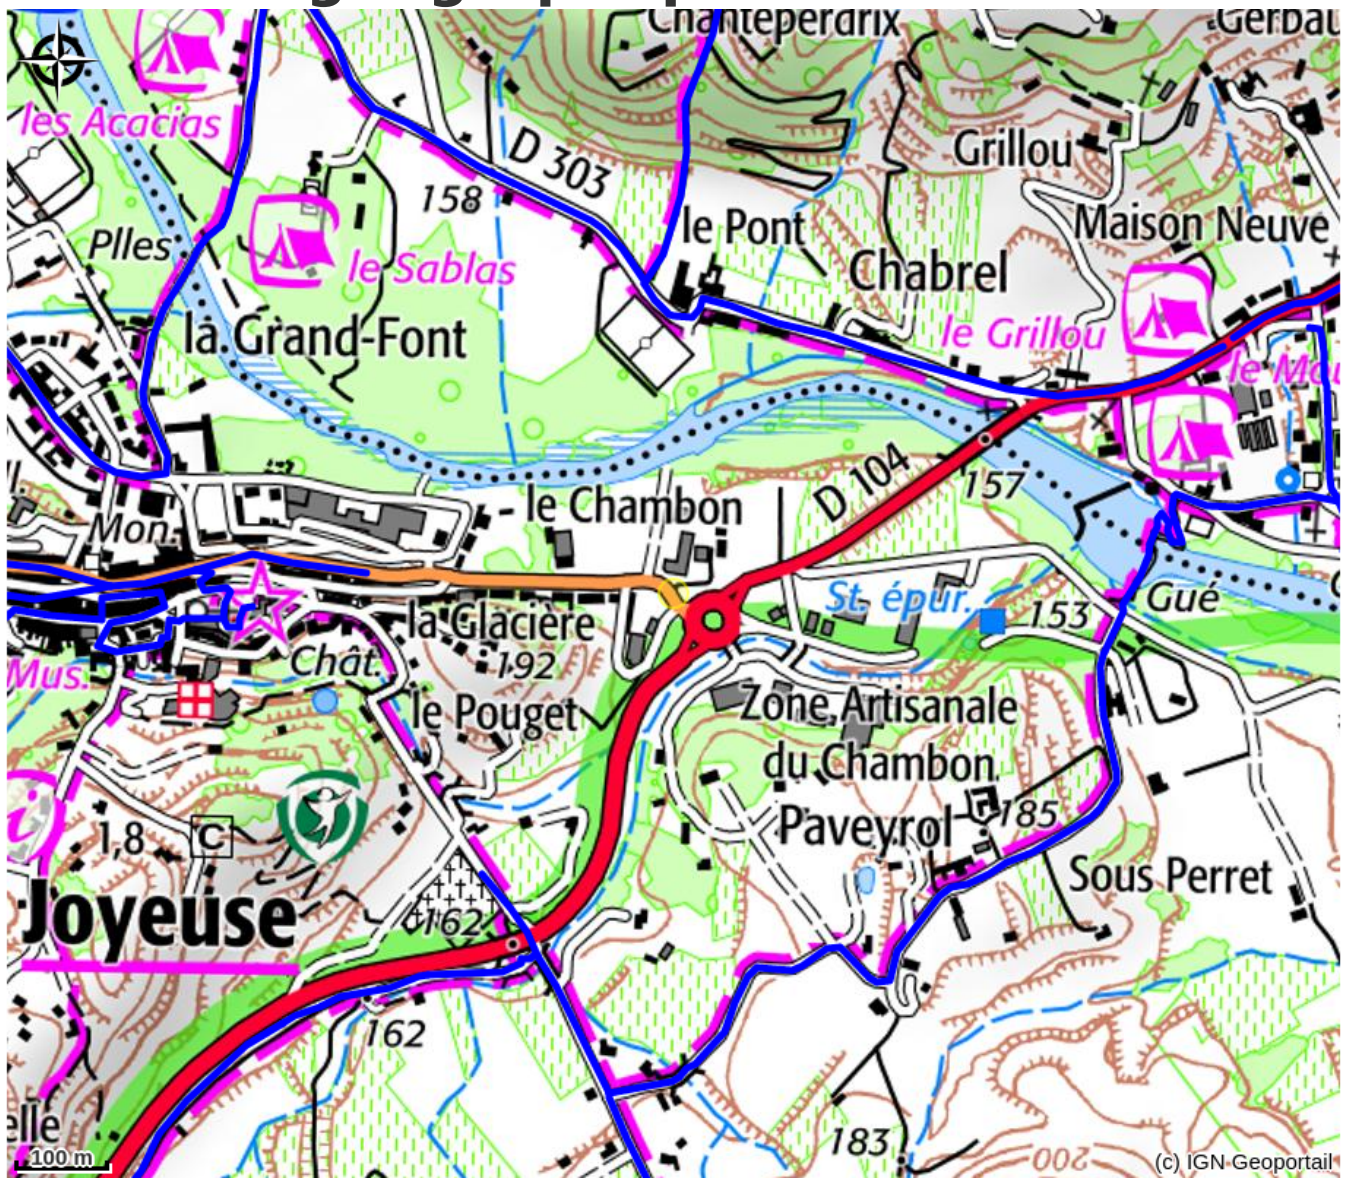 Chanteperdrix
les Acacias
D 303
Grillou
158
le Pont
Maison Neuve
Plles
le Sablas
Chabrel
la Grand-Font
le Grillou
D 104
157
le Chambon
Mon.
St. épur.
Gué
153
la Glacière
Chât.
192
Mus.
le Pouget
Zone Artisanale
du Chambon
185
Paveyrol
1,8
C
Sous Perret
Joyeuse
162
162
183
200
100 m
(c) IGN-Geoportail